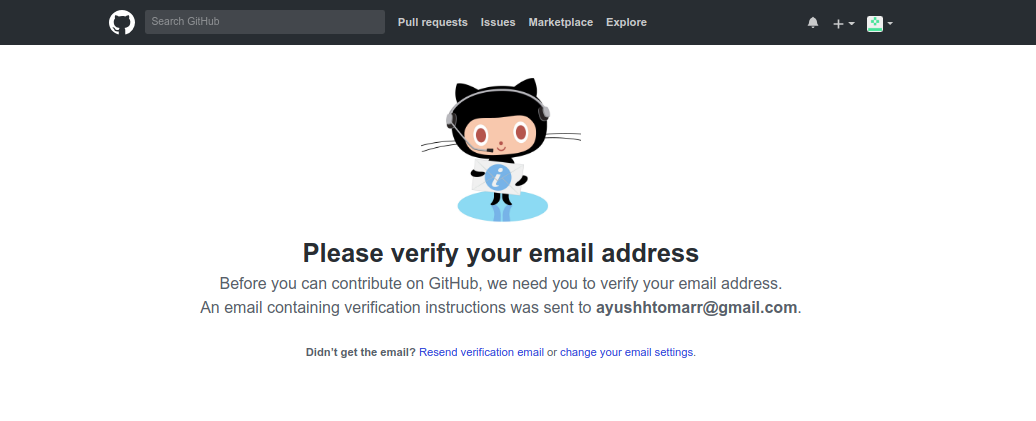 Search GitHub
Pull requests Issues Marketplace Explore
i
Please verify your email address
Before you can contribute on GitHub, we need you to verify your email address.
An email containing verification instructions was sent to ayushhtomarr@gmail.com.
Didn't get the email? Resend verification email or change your email settings.